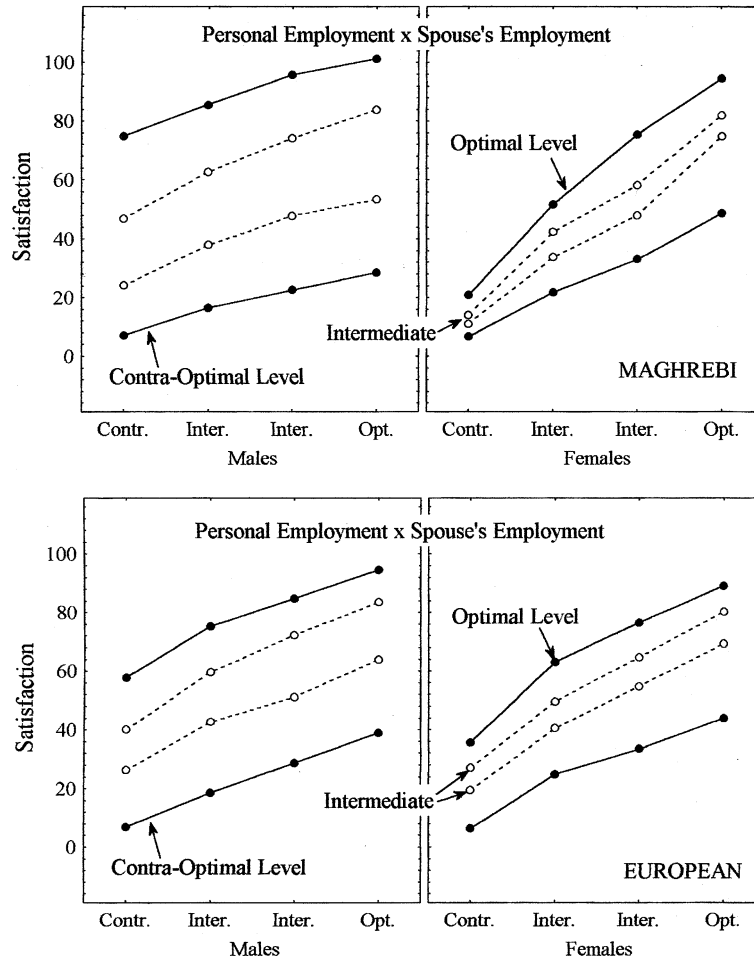 Personal Employment x Spouse's Employment
100
80
60
40
20
0
Satisfaction
Optimal Level
Intermediate
Contra-Optimal Level
MAGHREBI
Contr. Inter. Inter. Opt. Contr. Inter. Inter. Opt.
Males Females
Personal Employment x Spouse's Employment
100
80
60
40
20
0
Satisfaction
Optimal Level
Intermediate
Contra-Optimal Level
EUROPEAN
Contr. Inter. Inter. Opt. Contr. Inter. Inter. Opt.
Males Females